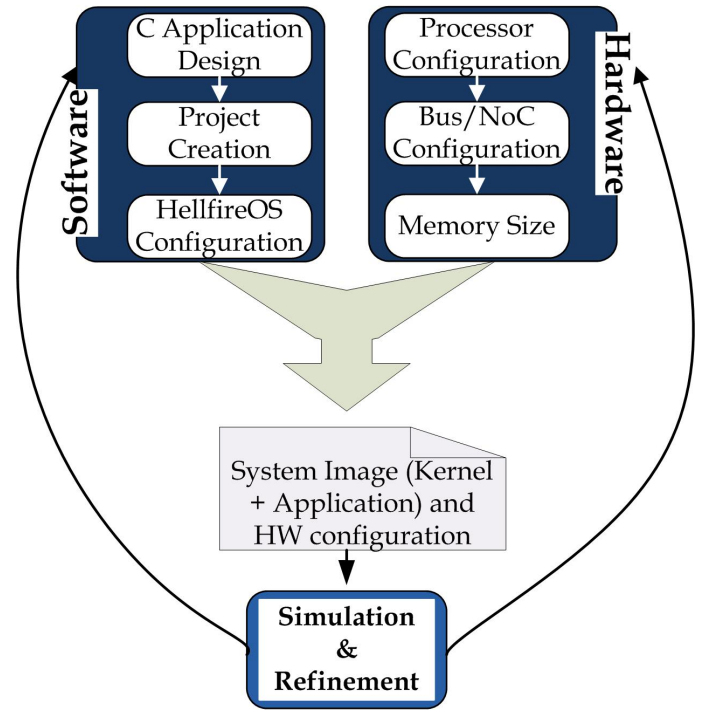 Software
C Application
Design
Project
Creation
HellfireOS
Configuration
Hardware
Processor
Configuration
Bus/NoC
Configuration
Memory Size
System Image (Kernel
+ Application) and
HW configuration
Simulation
&
Refinement